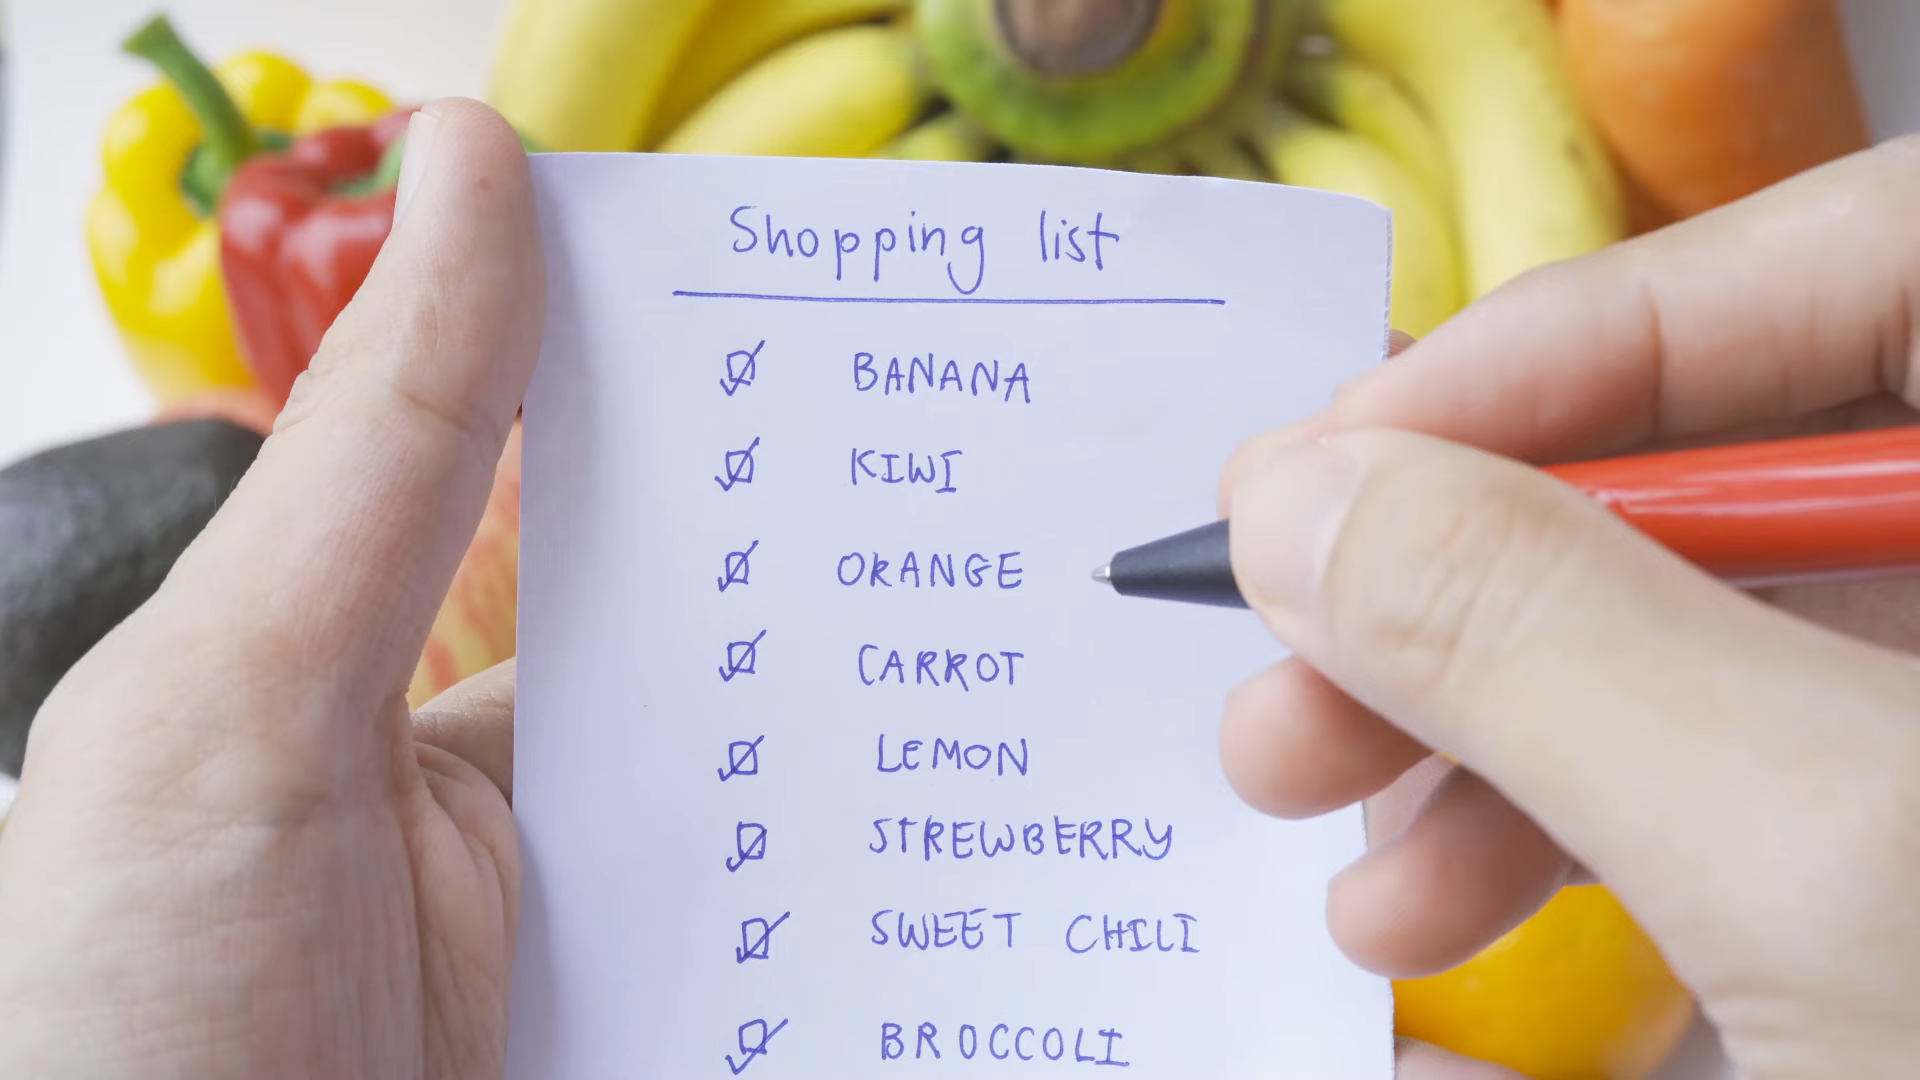 Shopping list
BANANA
KIWI
ORANGE
CARROT
LEMON
STREWBERRY
SWEET CHILI
BROCCOLI